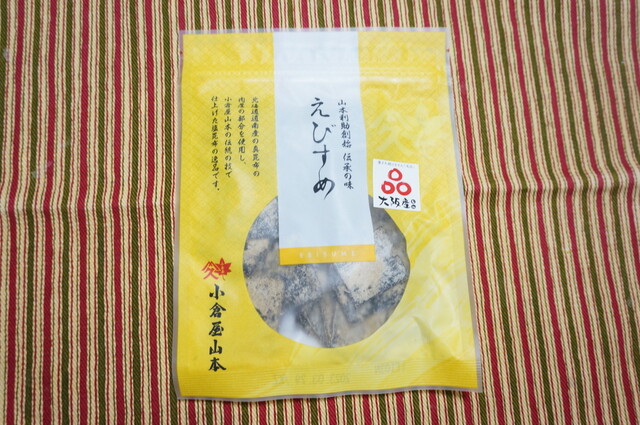 山本利助創始 伝承の味
えびすめ
北海道道南産の真昆布の
肉厚の部分を使用し、
小倉屋山本の伝統の技で
仕上げた塩昆布の逸品です。
大阪産
小倉屋山本